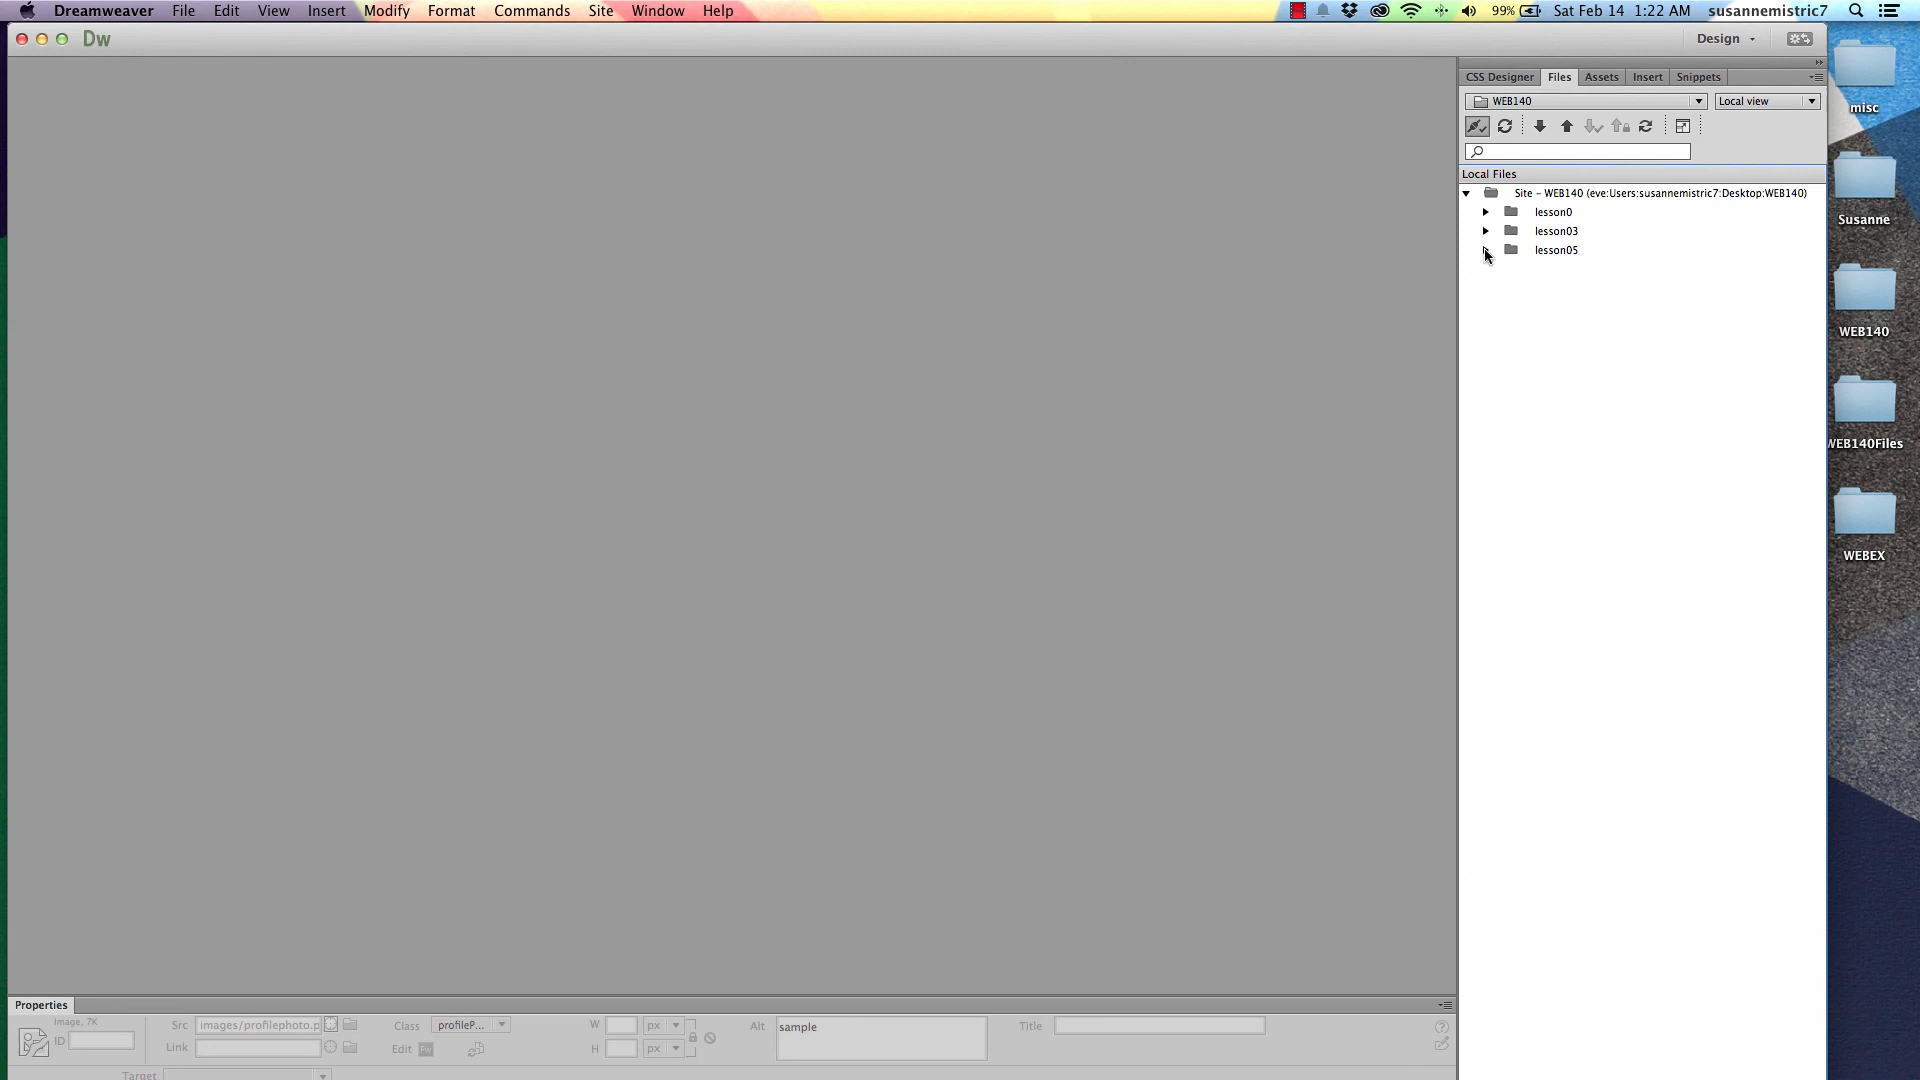 Dreamweaver File Edit View Insert Modify Format Commands Site Window Help 99% Sat Feb 14 1:22 AM susannemistric7
Dw Design
CSS Designer Files Assets Insert Snippets
WEB140 Local view
Local Files
Site - WEB140 (eve:Users:susannemistric7:Desktop:WEB140)
lesson0
lesson03
lesson05
misc
Susanne
WEB140
WEB140Files
WEBEX
Properties
Image, 7K Src images/profilephoto.p Class profileP... W px Alt sample Title
ID
Link Edit Fw H px
Target